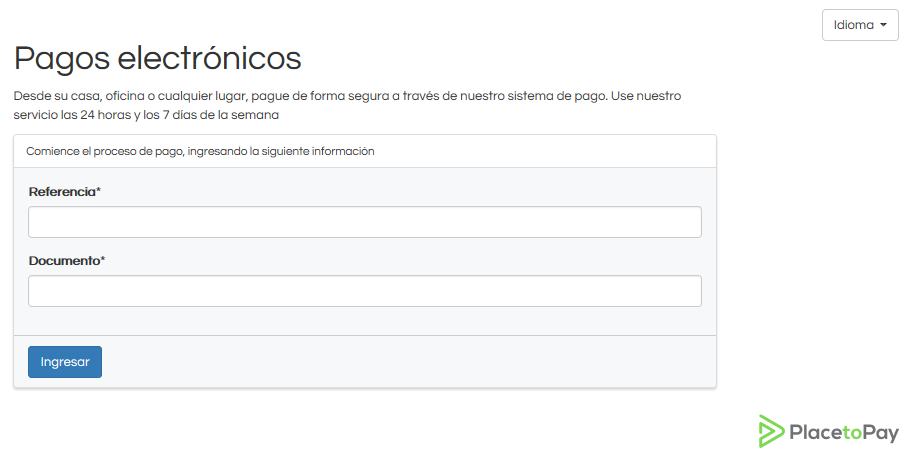 Idioma
Pagos electrónicos
Desde su casa, oficina o cualquier lugar, pague de forma segura a través de nuestro sistema de pago. Use nuestro
servicio las 24 horas y los 7 días de la semana
Comience el proceso de pago, ingresando la siguiente información
Referencia*
Documento*
Ingresar
PlacetoPay